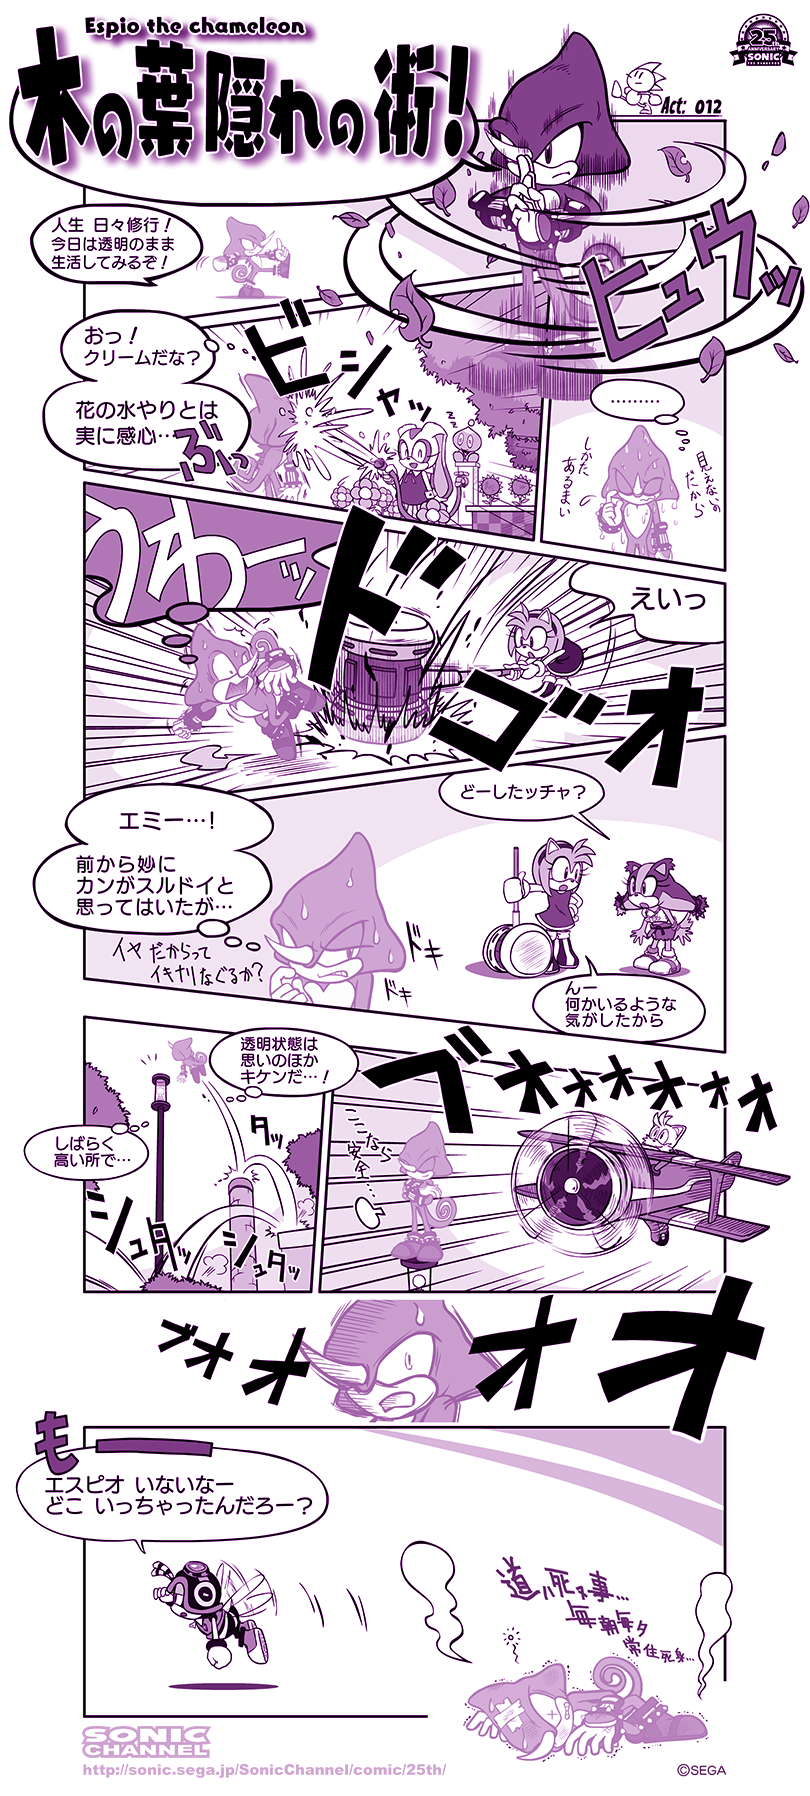 Espio the chameleon
木の葉隠れの術！
25th
ANNIVERSARY
SONIC
THE HEDGEHOG
Act: 012
人生 日々修行！
今日は透明のまま
生活してみるぞ！
ヒュウッ
おっ！
クリームだな？
花の水やりとは
実に感心…ぶっ
ビシャッ
………
見えないの
だから
しかた
あるまい
うわーッ
ドゴオ
えいっ
どーしたッチャ？
エミー…！
前から妙に
カンがスルドイと
思ってはいたが…
イヤ だからって
イキナリなぐるか？
ドキ
ドキ
んー
何かいるような
気がしたから
透明状態は
思いのほか
キケンだ…！
しばらく
高い所で…
タッ
シュタッ
シュタッ
ブオオオオオーオオ
ここなら
安全…
ブオオオ
オオ
もー
エスピオ いないなー
どこ いっちゃったんだろー？
道ハ死ヌ事…
毎朝毎夕
常住死身…
SONIC
CHANNEL
http://sonic.sega.jp/SonicChannel/comic/25th/
©SEGA